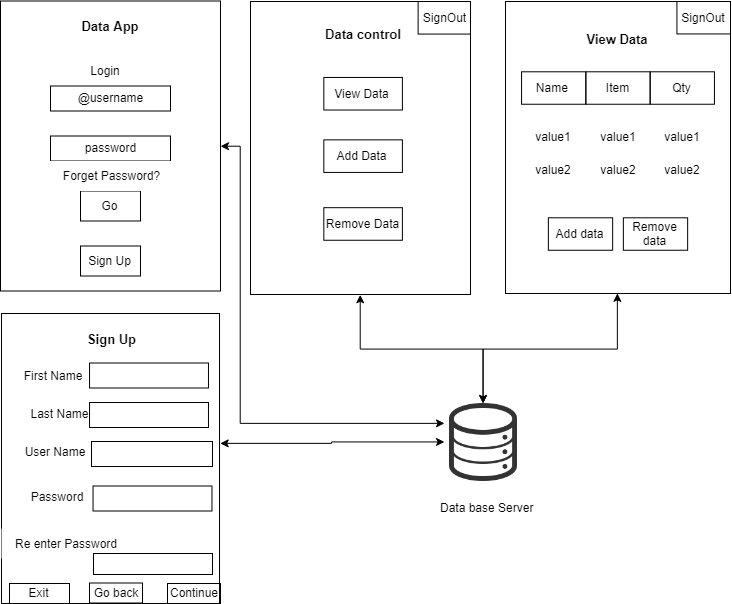 Data App
Login
@username
password
Forget Password?
Go
Sign Up
SignOut
Data control
View Data
Add Data
Remove Data
SignOut
View Data
Name Item Qty
value1 value1 value1
value2 value2 value2
Add data
Remove
data
Sign Up
First Name
Last Name
User Name
Password
Re enter Password
Exit Go back Continue
Data base Server